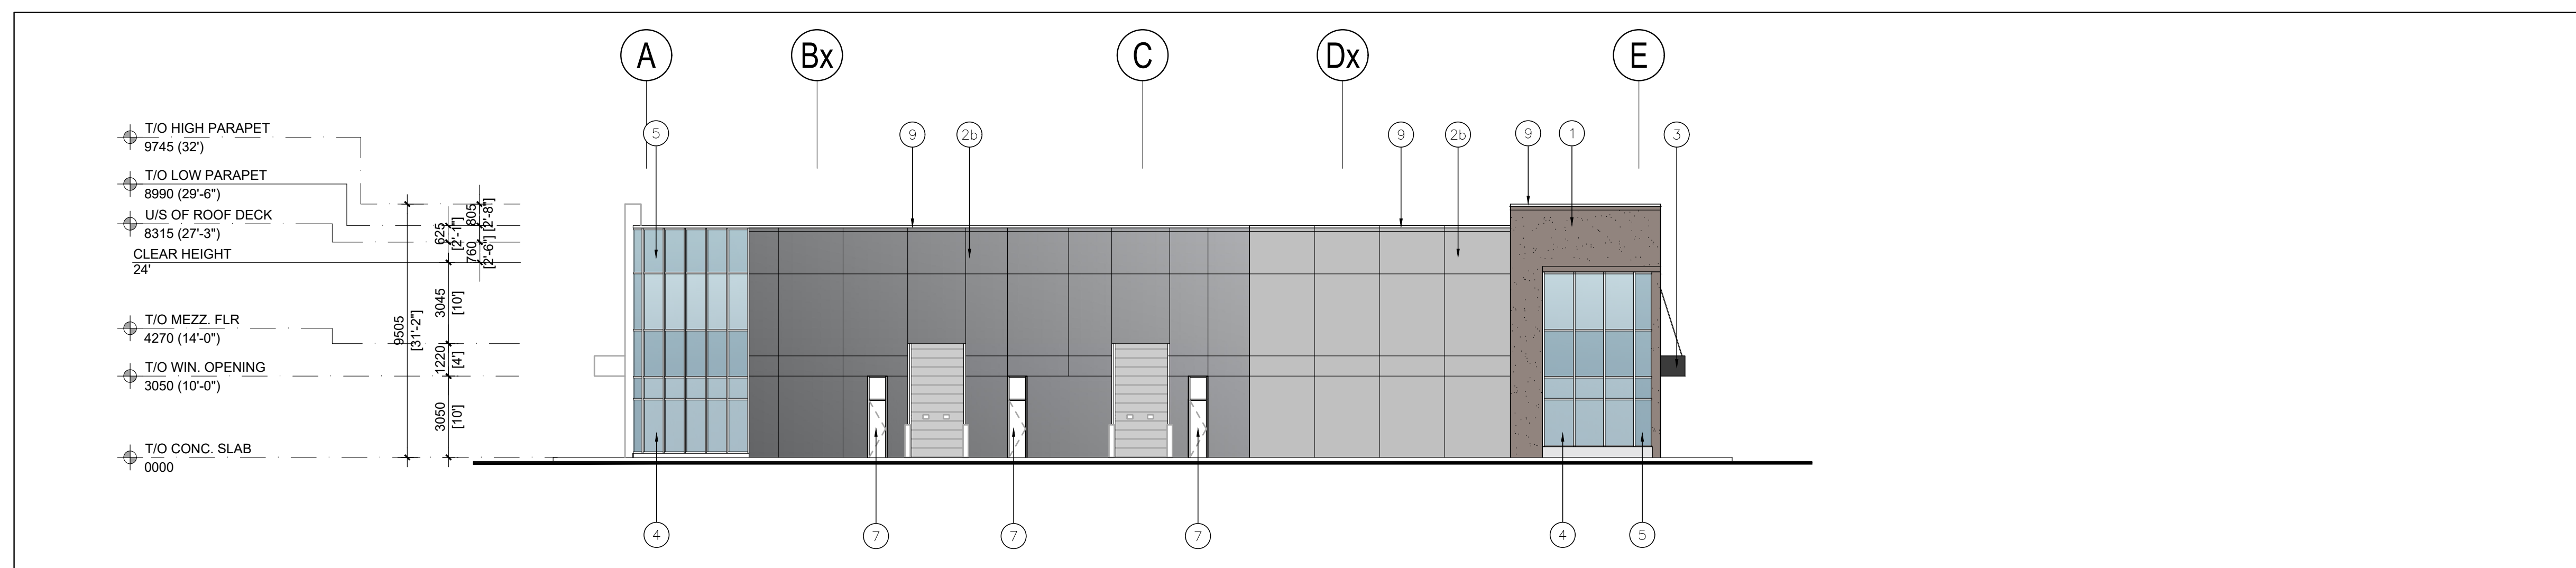 A Bx C Dx E
5 9 2b 9 2b 9 1 3
T/O HIGH PARAPET
9745 (32')
T/O LOW PARAPET
8990 (29'-6")
U/S OF ROOF DECK
8315 (27'-3")
CLEAR HEIGHT
24'
T/O MEZZ. FLR
4270 (14'-0")
T/O WIN. OPENING
3050 (10'-0")
T/O CONC. SLAB
0000
9505
[31'-2"]
625
[2'-1"]
3045
[10']
1220
[4']
3050
[10']
805
[2'-8"]
760
[2'-6"]
4 7 7 7 4 5